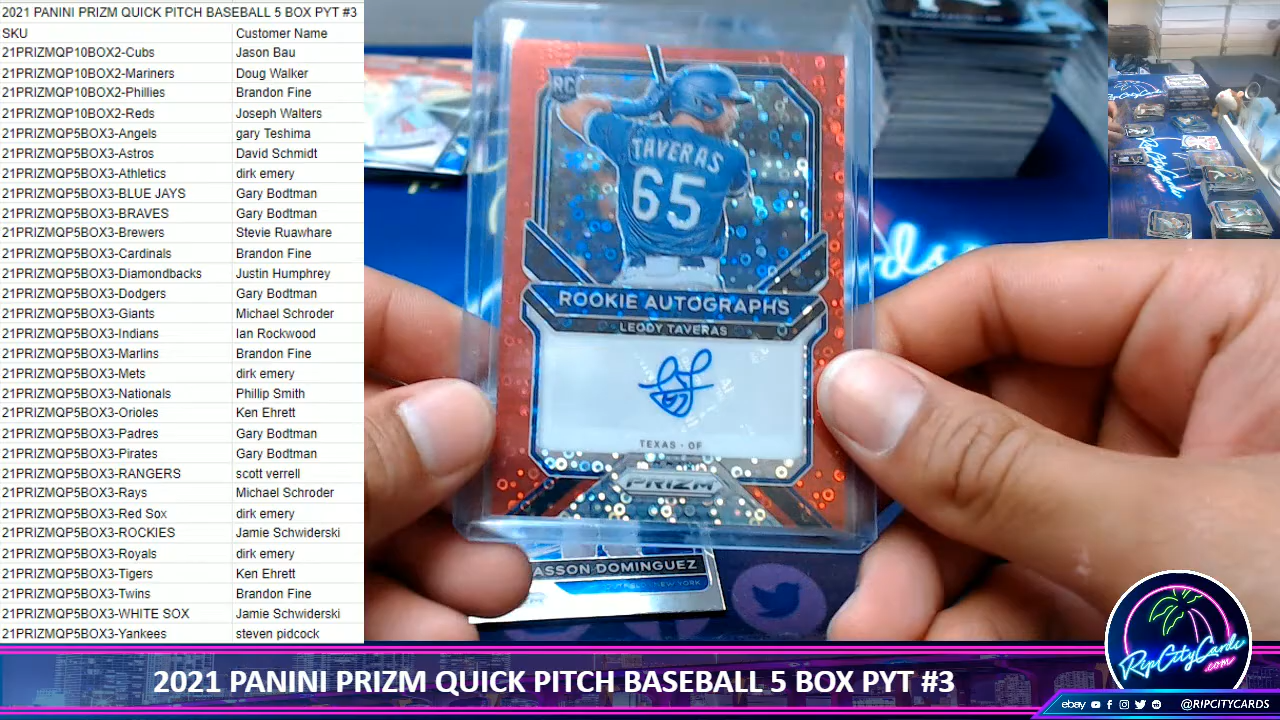 2021 PANINI PRIZM QUICK PITCH BASEBALL 5 BOX PYT #3
SKU Customer Name
21PRIZMQP10BOX2-Cubs Jason Bau
21PRIZMQP10BOX2-Mariners Doug Walker
21PRIZMQP10BOX2-Phillies Brandon Fine
21PRIZMQP10BOX2-Reds Joseph Walters
21PRIZMQP5BOX3-Angels gary Teshima
21PRIZMQP5BOX3-Astros David Schmidt
21PRIZMQP5BOX3-Athletics dirk emery
21PRIZMQP5BOX3-BLUE JAYS Gary Bodtman
21PRIZMQP5BOX3-BRAVES Gary Bodtman
21PRIZMQP5BOX3-Brewers Stevie Ruawhare
21PRIZMQP5BOX3-Cardinals Brandon Fine
21PRIZMQP5BOX3-Diamondbacks Justin Humphrey
21PRIZMQP5BOX3-Dodgers Gary Bodtman
21PRIZMQP5BOX3-Giants Michael Schroder
21PRIZMQP5BOX3-Indians Ian Rockwood
21PRIZMQP5BOX3-Marlins Brandon Fine
21PRIZMQP5BOX3-Mets dirk emery
21PRIZMQP5BOX3-Nationals Phillip Smith
21PRIZMQP5BOX3-Orioles Ken Ehrett
21PRIZMQP5BOX3-Padres Gary Bodtman
21PRIZMQP5BOX3-Pirates Gary Bodtman
21PRIZMQP5BOX3-RANGERS scott verrell
21PRIZMQP5BOX3-Rays Michael Schroder
21PRIZMQP5BOX3-Red Sox dirk emery
21PRIZMQP5BOX3-ROCKIES Jamie Schwiderski
21PRIZMQP5BOX3-Royals dirk emery
21PRIZMQP5BOX3-Tigers Ken Ehrett
21PRIZMQP5BOX3-Twins Brandon Fine
21PRIZMQP5BOX3-WHITE SOX Jamie Schwiderski
21PRIZMQP5BOX3-Yankees steven pidcock
RC
TAVERAS
65
ROOKIE AUTOGRAPHS
LEODY TAVERAS
TEXAS - OF
PRIZM
ASSON DOMINGUEZ
OUTFIELD NEW YORK
RipCityCards
.com
2021 PANINI PRIZM QUICK PITCH BASEBALL 5 BOX PYT #3
ebay @RIPCITYCARDS